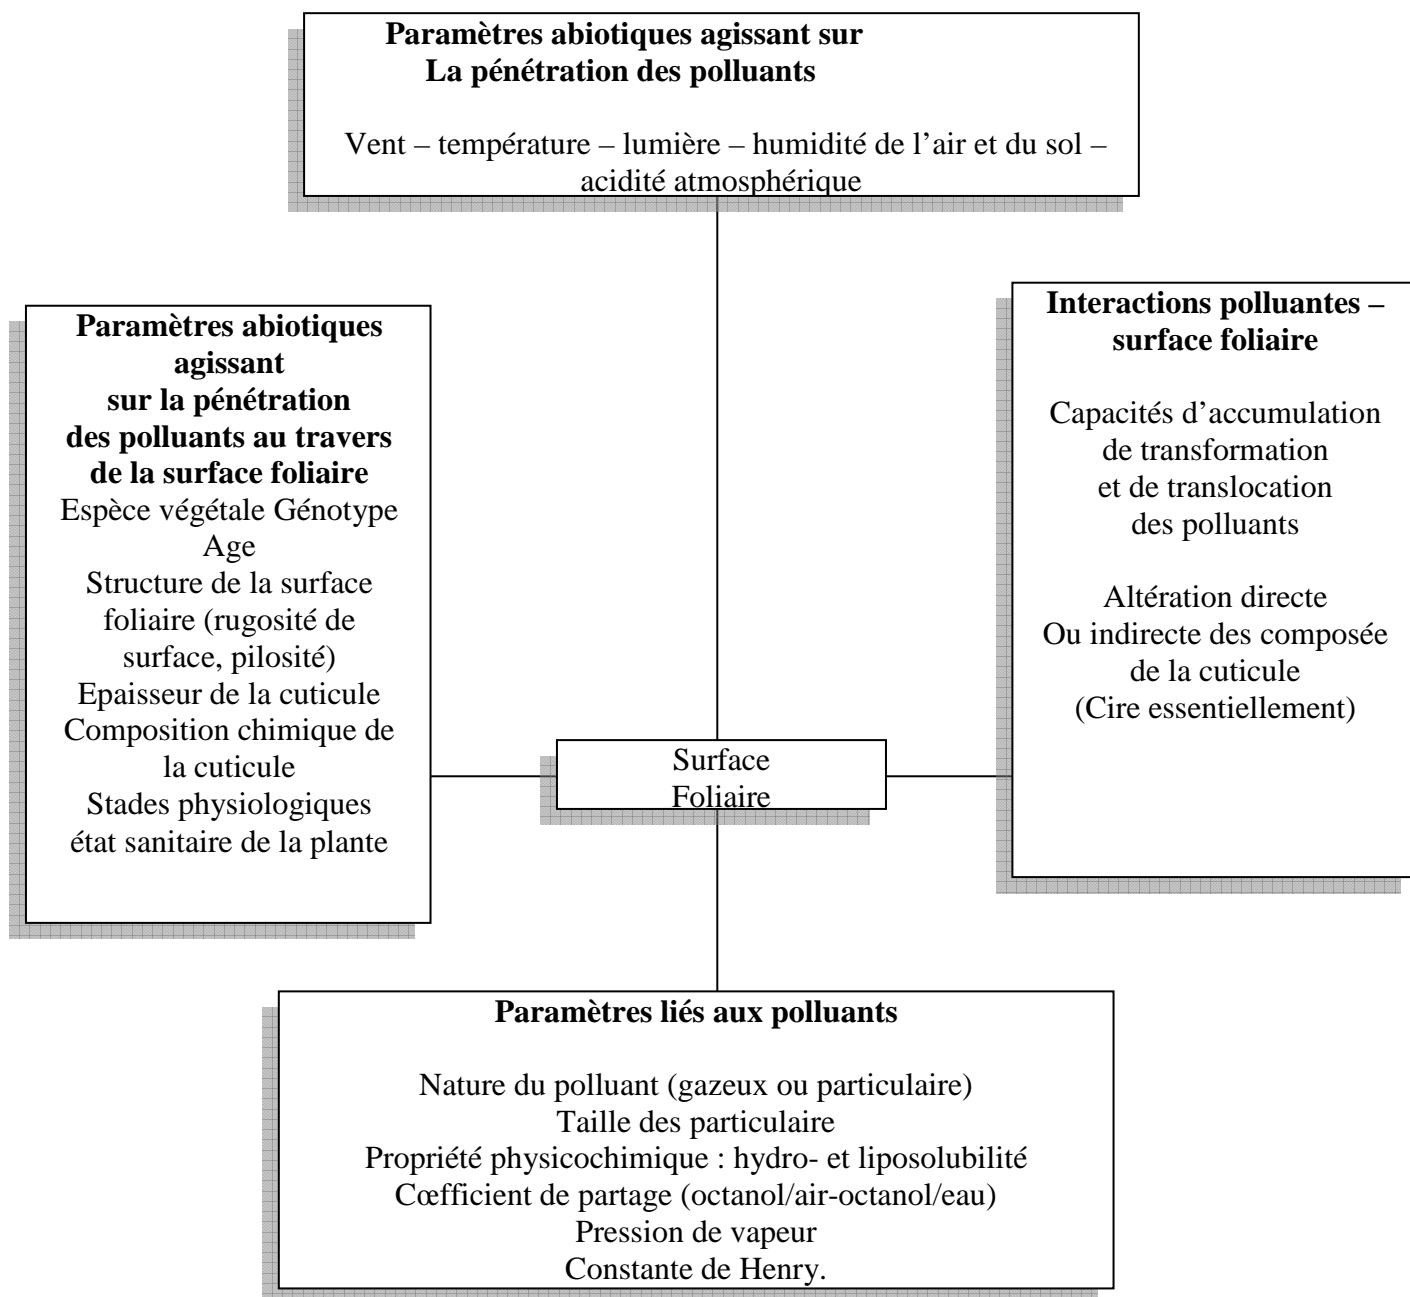 Paramètres abiotiques agissant sur
La pénétration des polluants
Vent – température – lumière – humidité de l’air et du sol –
acidité atmosphérique
Paramètres abiotiques
agissant
sur la pénétration
des polluants au travers
de la surface foliaire
Espèce végétale Génotype
Age
Structure de la surface
foliaire (rugosité de
surface, pilosité)
Epaisseur de la cuticule
Composition chimique de
la cuticule
Stades physiologiques
état sanitaire de la plante
Interactions polluantes –
surface foliaire
Capacités d’accumulation
de transformation
et de translocation
des polluants
Altération directe
Ou indirecte des composée
de la cuticule
(Cire essentiellement)
Surface
Foliaire
Paramètres liés aux polluants
Nature du polluant (gazeux ou particulaire)
Taille des particulaire
Propriété physicochimique : hydro- et liposolubilité
Cœfficient de partage (octanol/air-octanol/eau)
Pression de vapeur
Constante de Henry.